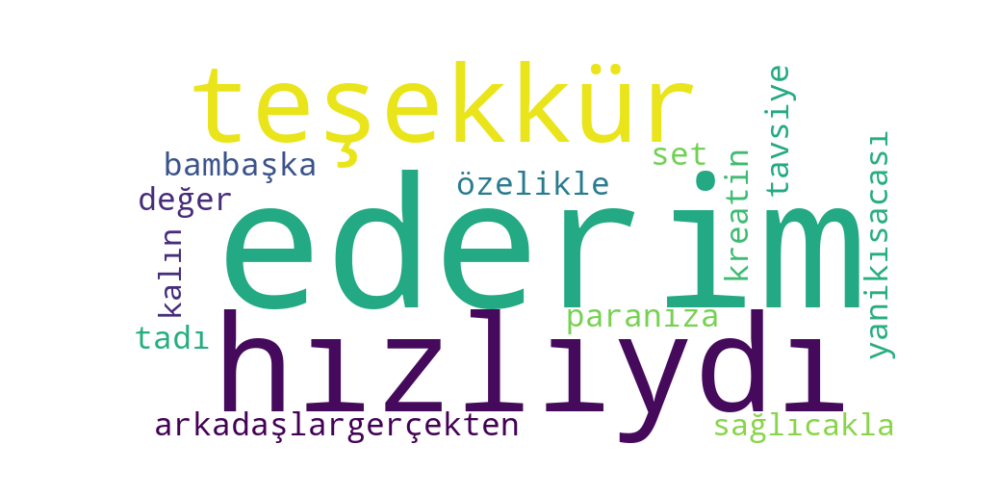 teşekkür
tavsiye
set
bambaşka
özelikle
kreatin
değer
ederim
yanikısacası
kalın
paranıza
tadı
hızlıydı
arkadaşlargerçekten
sağlıcakla